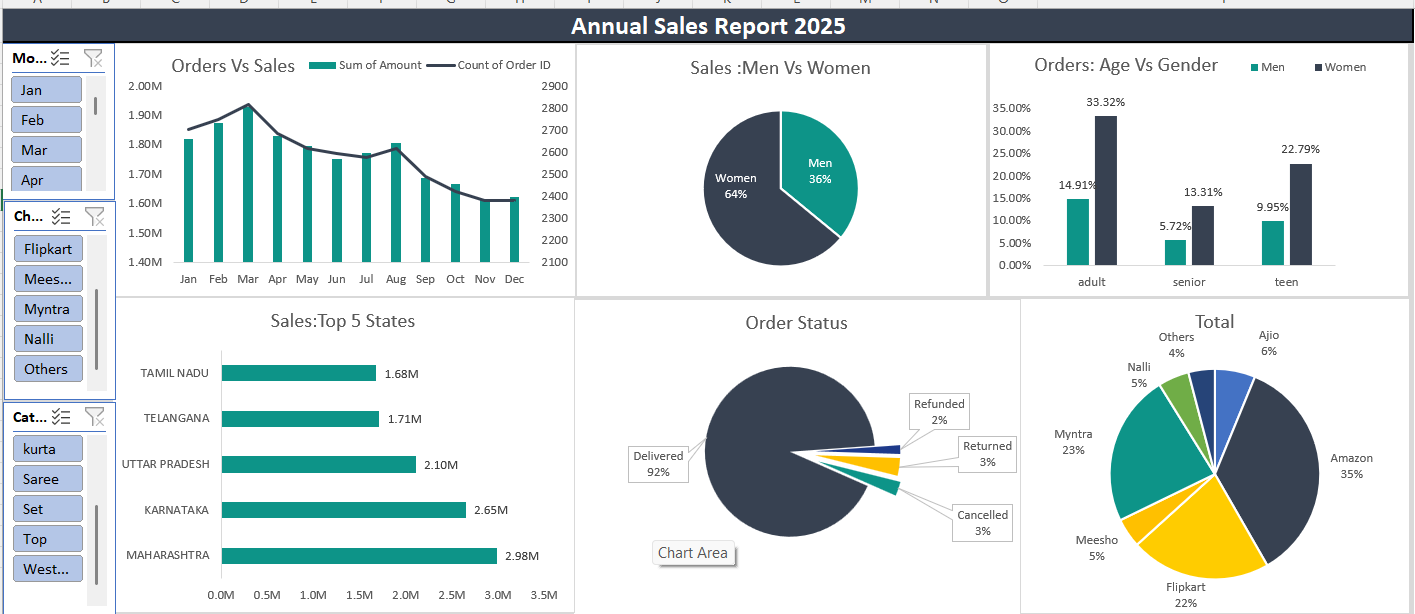 Annual Sales Report 2025
Mo...
Jan
Feb
Mar
Apr
Ch...
Flipkart
Mees...
Myntra
Nalli
Others
Cat...
kurta
Saree
Set
Top
West...
Orders Vs Sales
Sum of Amount
Count of Order ID
2.00M
1.90M
1.80M
1.70M
1.60M
1.50M
1.40M
2900
2800
2700
2600
2500
2400
2300
2200
2100
Jan Feb Mar Apr May Jun Jul Aug Sep Oct Nov Dec
Sales :Men Vs Women
Men
36%
Women
64%
Orders: Age Vs Gender
Men
Women
35.00%
30.00%
25.00%
20.00%
15.00%
10.00%
5.00%
0.00%
14.91%
33.32%
5.72%
13.31%
9.95%
22.79%
adult senior teen
Sales:Top 5 States
TAMIL NADU 1.68M
TELANGANA 1.71M
UTTAR PRADESH 2.10M
KARNATAKA 2.65M
MAHARASHTRA 2.98M
0.0M 0.5M 1.0M 1.5M 2.0M 2.5M 3.0M 3.5M
Order Status
Refunded
2%
Returned
3%
Cancelled
3%
Delivered
92%
Chart Area
Total
Ajio
6%
Amazon
35%
Flipkart
22%
Meesho
5%
Myntra
23%
Nalli
5%
Others
4%